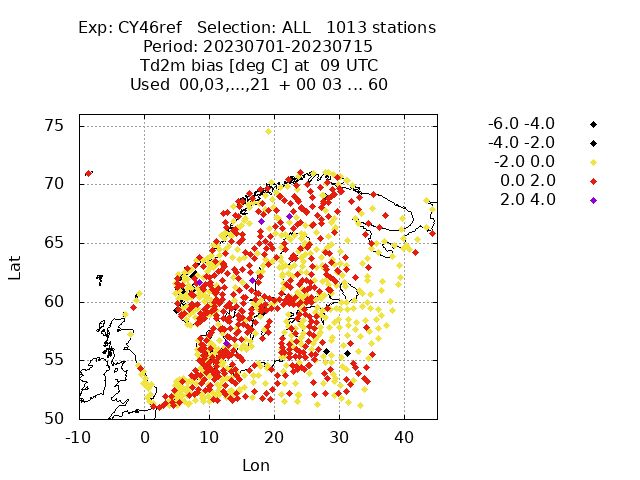 Exp: CY46ref   Selection: ALL   1013 stations
Period: 20230701-20230715
Td2m bias [deg C] at  09 UTC
Used  00,03,...,21  + 00 03 ... 60
-6.0 -4.0
-4.0 -2.0
-2.0 0.0
0.0 2.0
2.0 4.0
75
70
65
60
55
50
Lat
-10 0 10 20 30 40
Lon